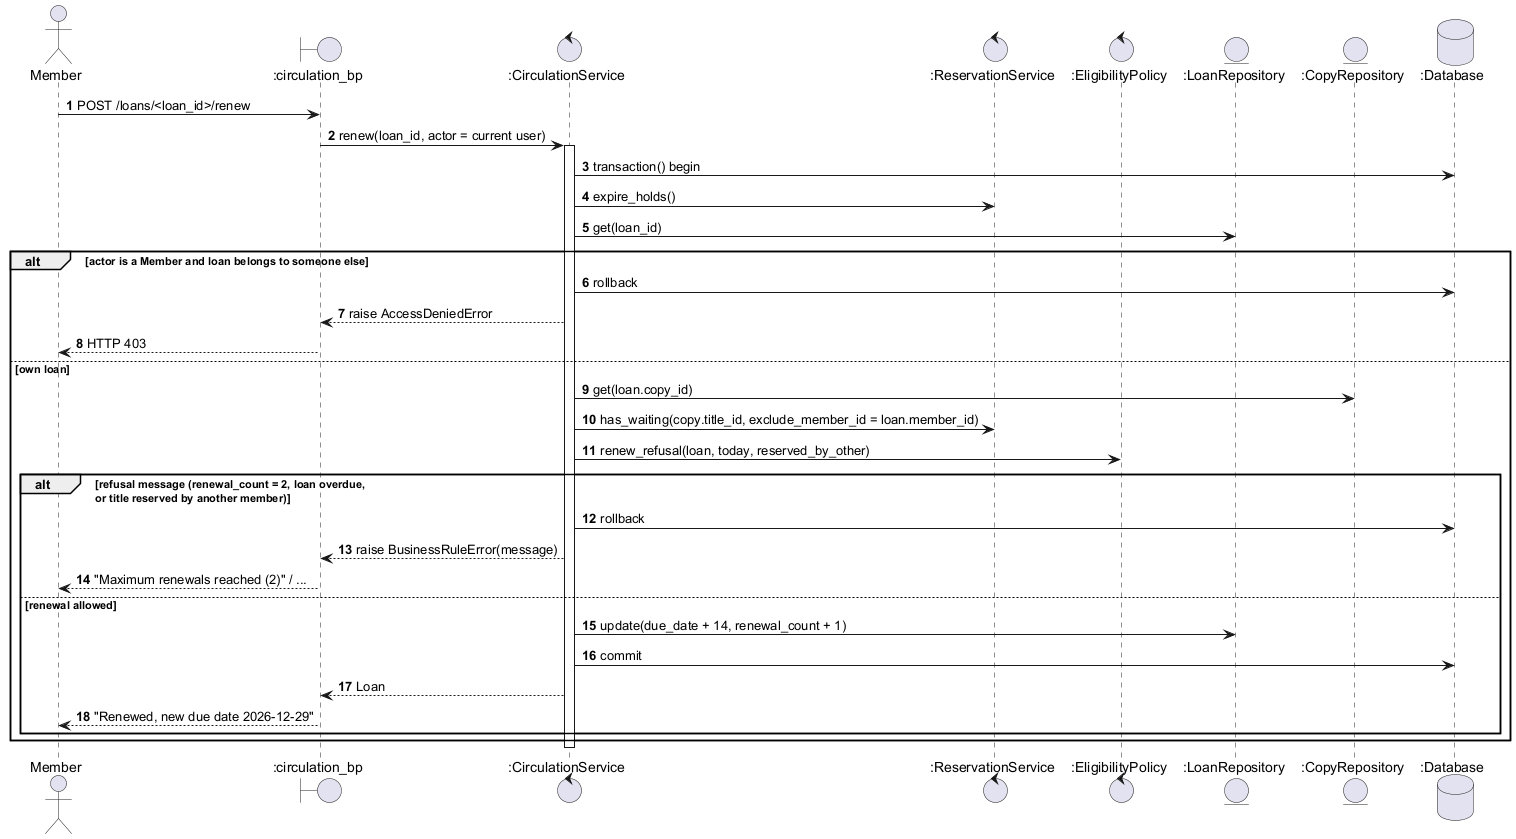 Member
:circulation_bp
:CirculationService
:ReservationService
:EligibilityPolicy
:LoanRepository
:CopyRepository
:Database
1 POST /loans/<loan_id>/renew
2 renew(loan_id, actor = current user)
3 transaction() begin
4 expire_holds()
5 get(loan_id)
alt [actor is a Member and loan belongs to someone else]
6 rollback
7 raise AccessDeniedError
8 HTTP 403
[own loan]
9 get(loan.copy_id)
10 has_waiting(copy.title_id, exclude_member_id = loan.member_id)
11 renew_refusal(loan, today, reserved_by_other)
alt [refusal message (renewal_count = 2, loan overdue,
or title reserved by another member)]
12 rollback
13 raise BusinessRuleError(message)
14 "Maximum renewals reached (2)" / ...
[renewal allowed]
15 update(due_date + 14, renewal_count + 1)
16 commit
17 Loan
18 "Renewed, new due date 2026-12-29"
Member
:circulation_bp
:CirculationService
:ReservationService
:EligibilityPolicy
:LoanRepository
:CopyRepository
:Database